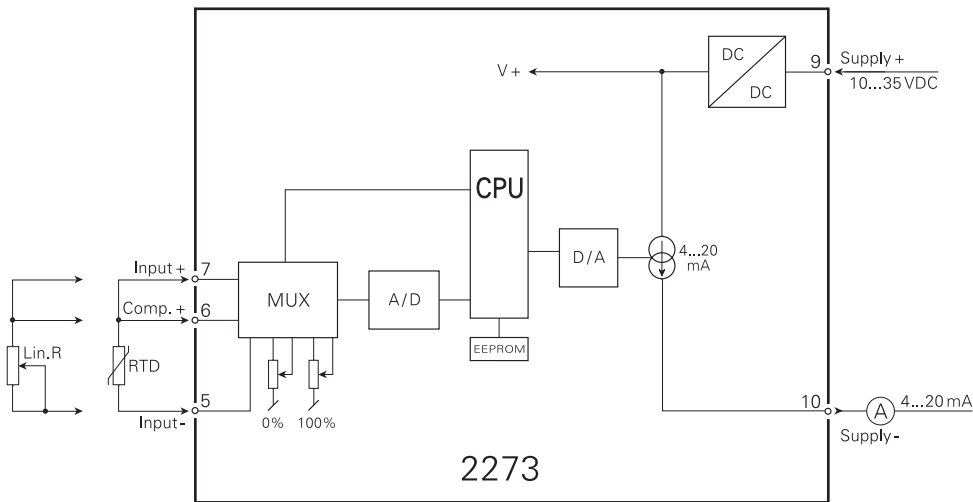 DC
DC
V+
9
Supply+
10...35 VDC
CPU
D/A
4...20
mA
Input+
7
Comp.+
6
MUX
A/D
Lin.R
RTD
EEPROM
5
Input-
0%
100%
10
A
4...20 mA
Supply-
2273